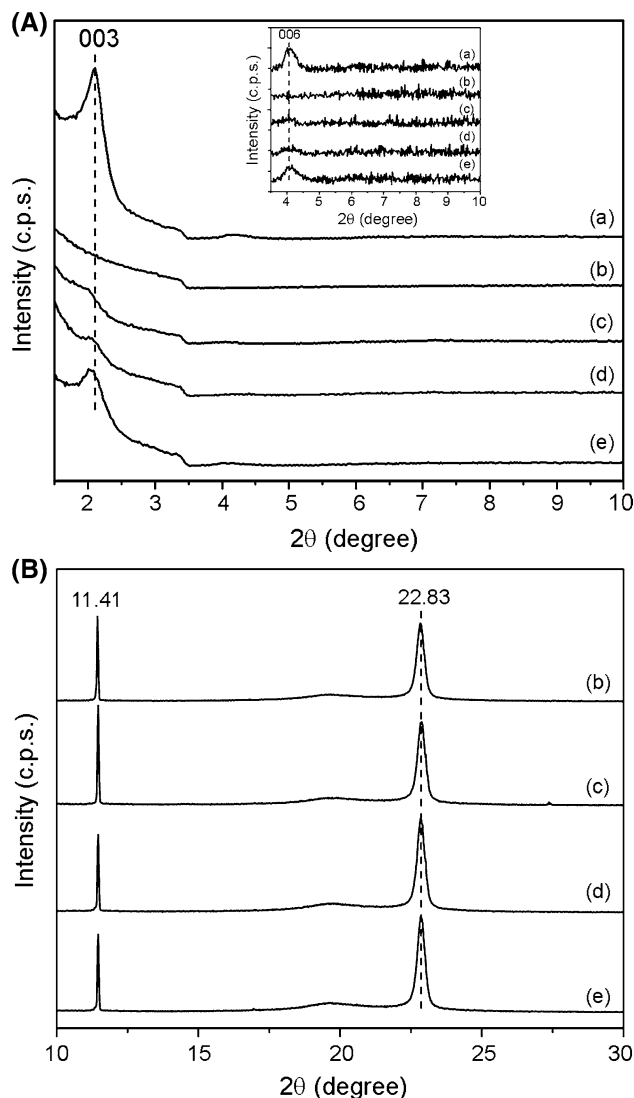 (A)
003
006
(a)
(b)
(c)
(d)
(e)
Intensity (c.p.s.)
4 5 6 7 8 9 10
2θ (degree)
(a)
(b)
(c)
(d)
(e)
Intensity (c.p.s.)
2 3 4 5 6 7 8 9 10
2θ (degree)
(B)
11.41
22.83
(b)
(c)
(d)
(e)
Intensity (c.p.s.)
10 15 20 25 30
2θ (degree)